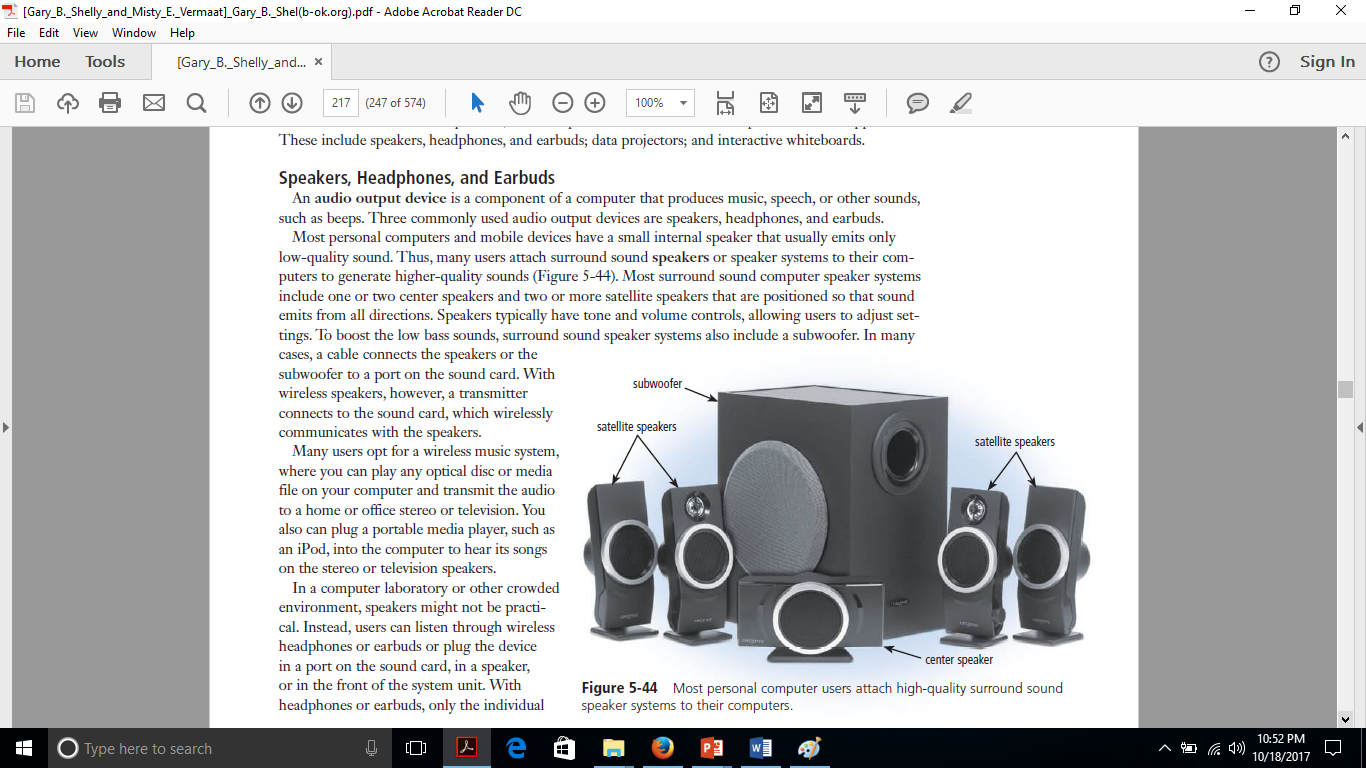 [Gary_B._Shelly_and_Misty_E._Vermaat]_Gary_B._Shel(b-ok.org).pdf - Adobe Acrobat Reader DC
File Edit View Window Help
Home Tools [Gary_B._Shelly_and... × ? Sign In
217 (247 of 574) 100%
These include speakers, headphones, and earbuds; data projectors; and interactive whiteboards.
Speakers, Headphones, and Earbuds
An audio output device is a component of a computer that produces music, speech, or other sounds,
such as beeps. Three commonly used audio output devices are speakers, headphones, and earbuds.
Most personal computers and mobile devices have a small internal speaker that usually emits only
low-quality sound. Thus, many users attach surround sound speakers or speaker systems to their com-
puters to generate higher-quality sounds (Figure 5-44). Most surround sound computer speaker systems
include one or two center speakers and two or more satellite speakers that are positioned so that sound
emits from all directions. Speakers typically have tone and volume controls, allowing users to adjust set-
tings. To boost the low bass sounds, surround sound speaker systems also include a subwoofer. In many
cases, a cable connects the speakers or the
subwoofer to a port on the sound card. With
wireless speakers, however, a transmitter
connects to the sound card, which wirelessly
communicates with the speakers.
Many users opt for a wireless music system,
where you can play any optical disc or media
file on your computer and transmit the audio
to a home or office stereo or television. You
also can plug a portable media player, such as
an iPod, into the computer to hear its songs
on the stereo or television speakers.
In a computer laboratory or other crowded
environment, speakers might not be practi-
cal. Instead, users can listen through wireless
headphones or earbuds or plug the device
in a port on the sound card, in a speaker,
or in the front of the system unit. With
headphones or earbuds, only the individual
subwoofer
satellite speakers
satellite speakers
center speaker
Figure 5-44 Most personal computer users attach high-quality surround sound
speaker systems to their computers.
Type here to search
10:52 PM
10/18/2017